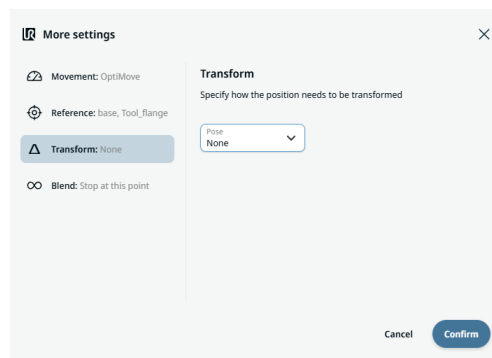 More settings
Movement: OptiMove
Reference: base, Tool_flange
Transform: None
Blend: Stop at this point
Transform
Specify how the position needs to be transformed
Pose
None
Cancel
Confirm